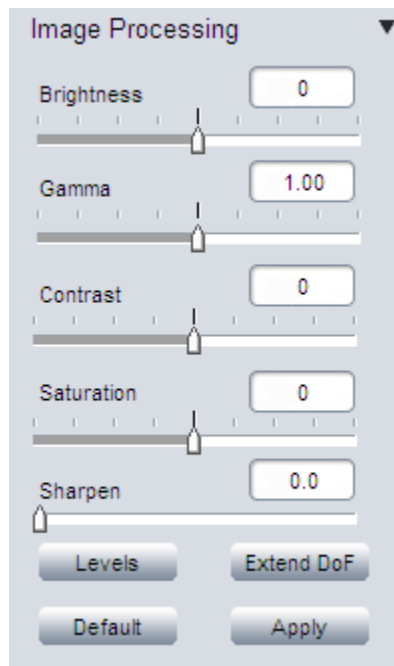 Image Processing
Brightness 0
Gamma 1.00
Contrast 0
Saturation 0
Sharpen 0.0
Levels Extend DoF
Default Apply